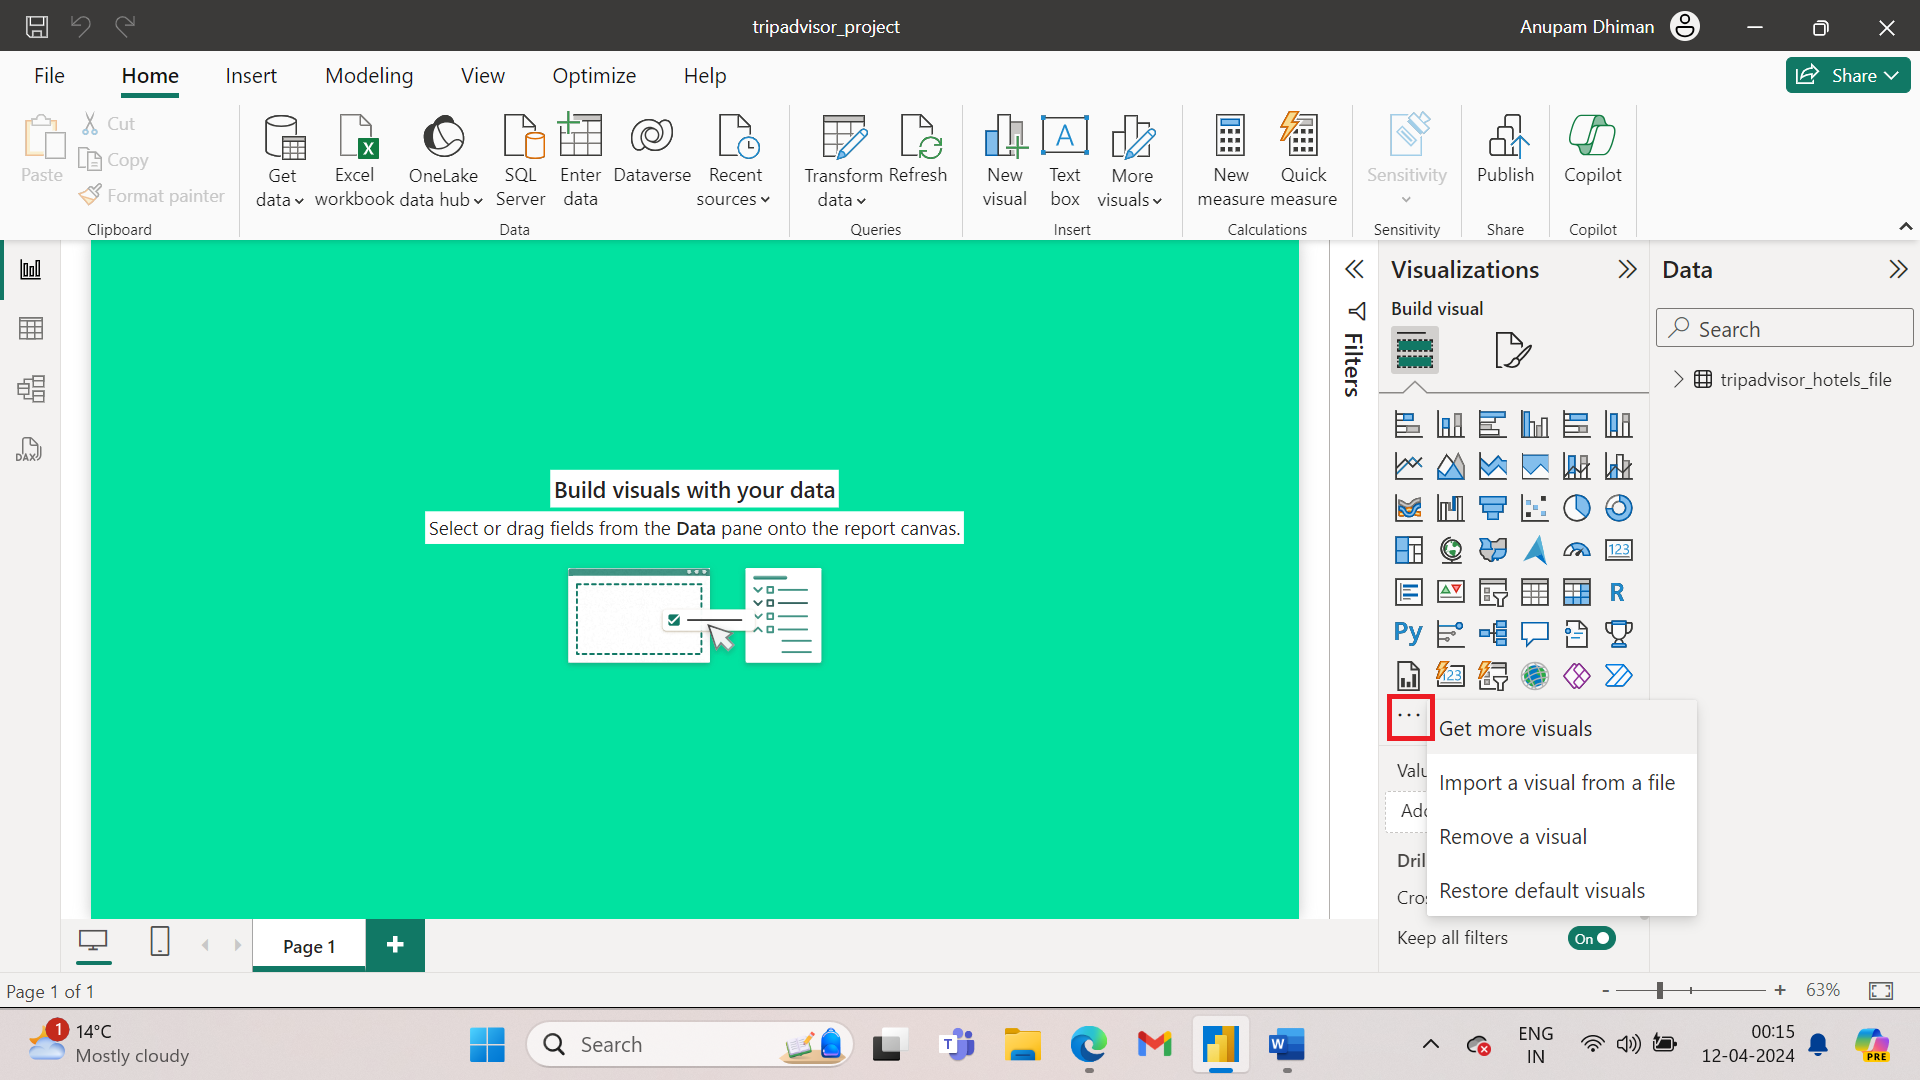 tripadvisor_project
Anupam Dhiman
File
Home
Insert
Modeling
View
Optimize
Help
Share
Paste
Cut
Copy
Format painter
Clipboard
Get data
Excel workbook
OneLake data hub
SQL Server
Enter data
Dataverse
Recent sources
Data
Transform data
Refresh
Queries
New visual
Text box
More visuals
Insert
New measure
Quick measure
Calculations
Sensitivity
Sensitivity
Publish
Share
Copilot
Copilot
DAX
Build visuals with your data
Select or drag fields from the Data pane onto the report canvas.
Filters
Visualizations
Build visual
123
R
Py
123
...
Get more visuals
Import a visual from a file
Remove a visual
Restore default visuals
Valu
Add
Dril
Cros
Keep all filters
On
Data
Search
tripadvisor_hotels_file
Page 1
+
Page 1 of 1
- + 63%
1
14°C
Mostly cloudy
Search
T
W
ENG
IN
00:15
12-04-2024
PRE